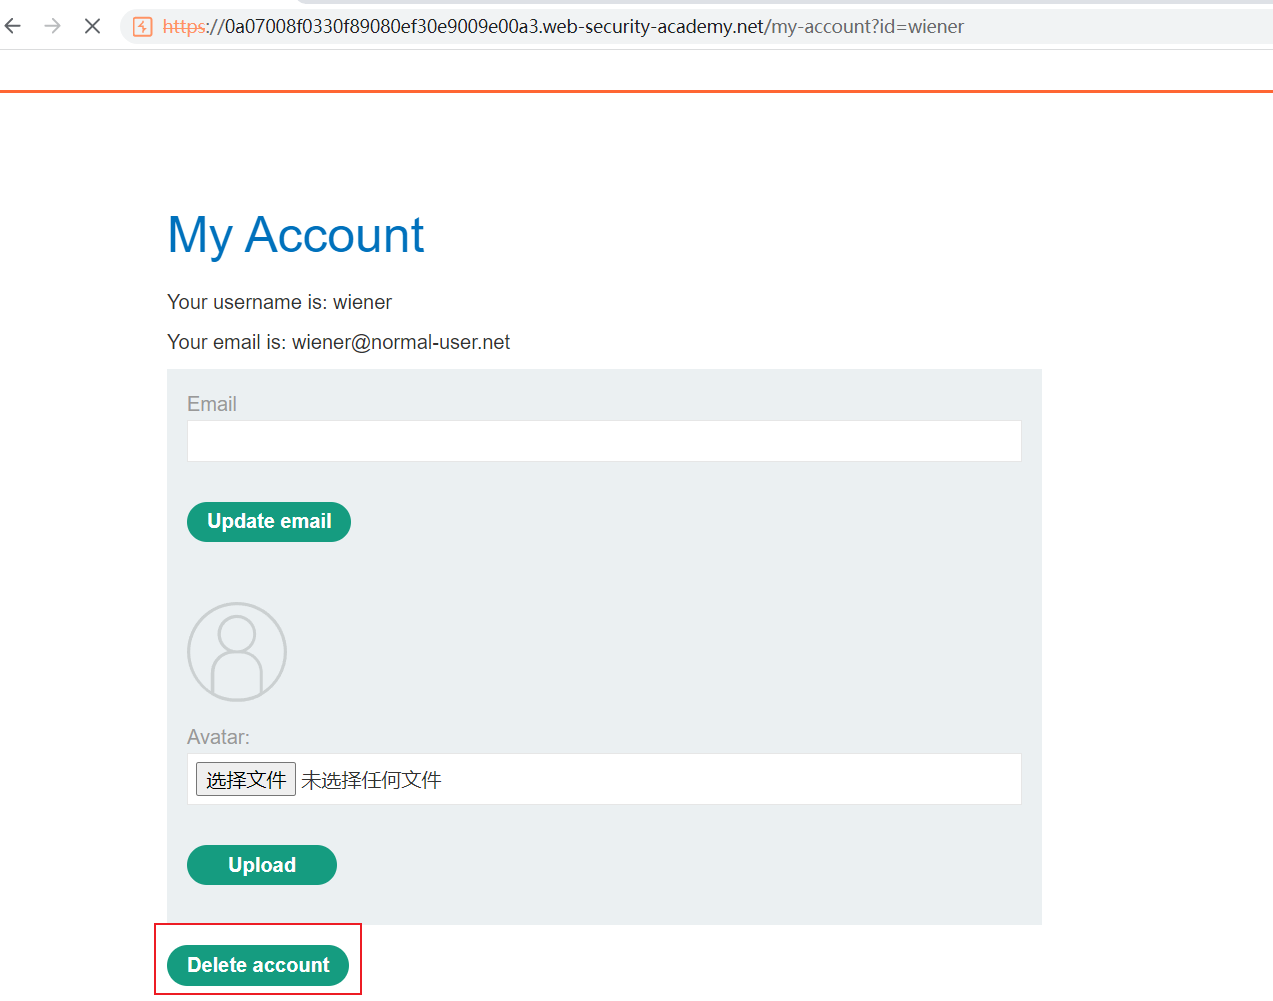 https://0a07008f0330f89080ef30e9009e00a3.web-security-academy.net/my-account?id=wiener
My Account
Your username is: wiener
Your email is: wiener@normal-user.net
Email
Update email
Avatar:
选择文件 未选择任何文件
Upload
Delete account